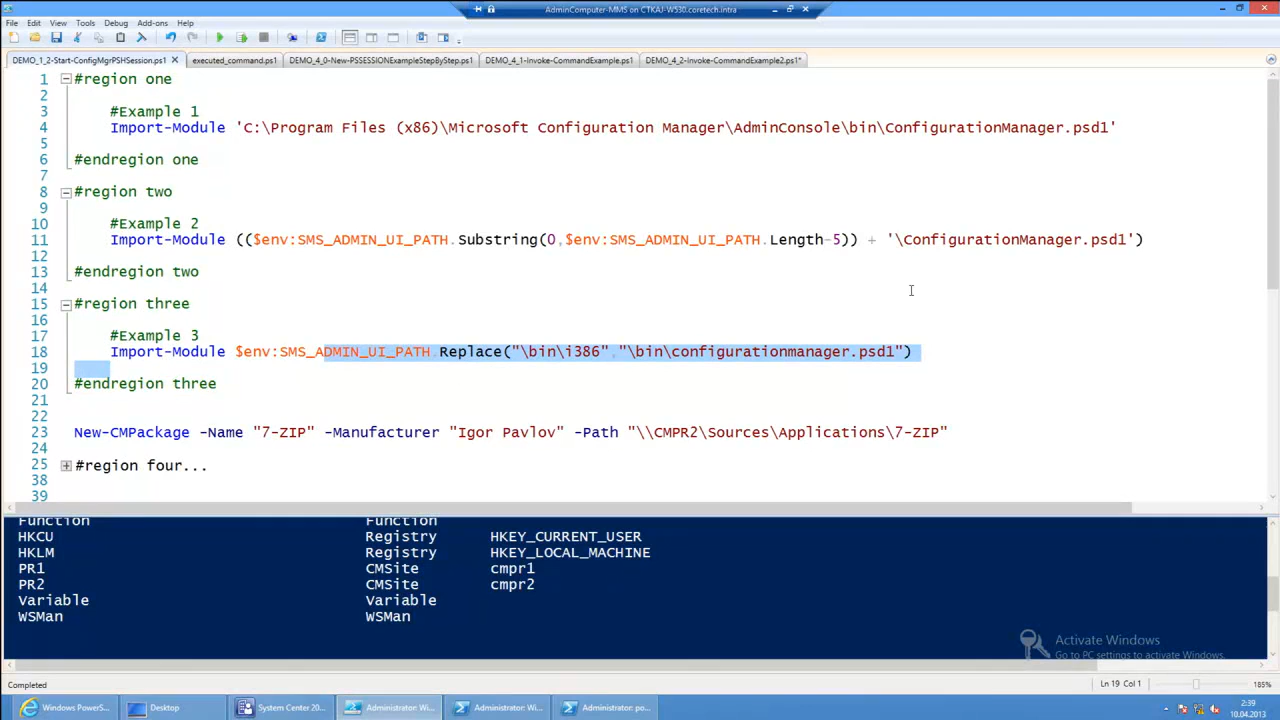 AdminComputer-MMS on CTKAJ-W530.coretech.intra
File Edit View Tools Debug Add-ons Help
DEMO_1_2-Start-ConfigMgrPSHSession.ps1 executed_command.ps1 DEMO_4_0-New-PSSESSIONExampleStepByStep.ps1 DEMO_4_1-Invoke-CommandExample.ps1 DEMO_4_2-Invoke-CommandExample2.ps1*
1 #region one
2
3 #Example 1
4 Import-Module 'C:\Program Files (x86)\Microsoft Configuration Manager\AdminConsole\bin\ConfigurationManager.psd1'
5
6 #endregion one
7
8 #region two
9
10 #Example 2
11 Import-Module (($env:SMS_ADMIN_UI_PATH.Substring(0,$env:SMS_ADMIN_UI_PATH.Length-5)) + '\ConfigurationManager.psd1')
12
13 #endregion two
14
15 #region three
16
17 #Example 3
18 Import-Module $env:SMS_ADMIN_UI_PATH.Replace("\bin\i386","\bin\configurationmanager.psd1")
19
20 #endregion three
21
22
23 New-CMPackage -Name "7-ZIP" -Manufacturer "Igor Pavlov" -Path "\\CMPR2\Sources\Applications\7-ZIP"
24
25 #region four...
38
39
Function Function
HKCU Registry HKEY_CURRENT_USER
HKLM Registry HKEY_LOCAL_MACHINE
PR1 CMSite cmpr1
PR2 CMSite cmpr2
Variable Variable
WSMan WSMan
Activate Windows
Go to PC settings to activate Windows.
Completed Ln 19 Col 1 185%
Windows PowerS... Desktop System Center 20... Administrator: Wi... Administrator: Wi... Administrator: po... 2:39
10.04.2013